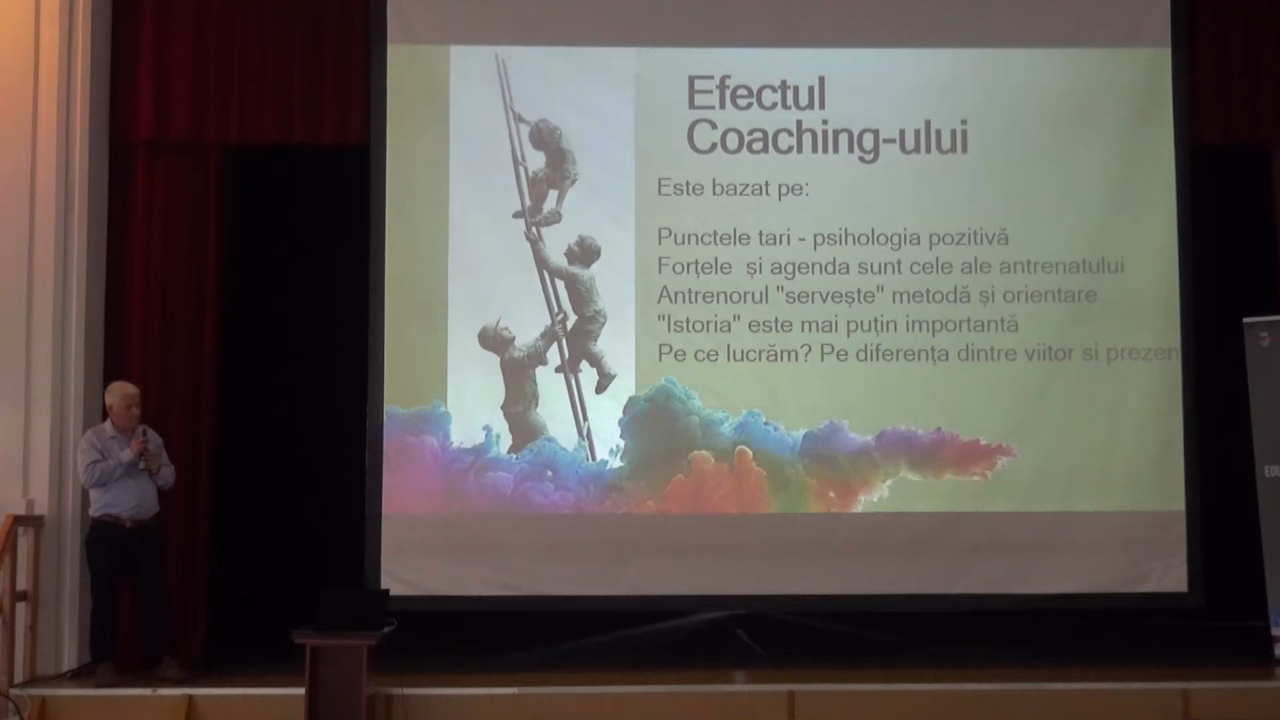 Efectul
Coaching-ului
Este bazat pe:
Punctele tari - psihologia pozitivă
Forțele și agenda sunt cele ale antrenatului
Antrenorul "servește" metodă și orientare
"Istoria" este mai puțin importantă
Pe ce lucrăm? Pe diferența dintre viitor si prezen